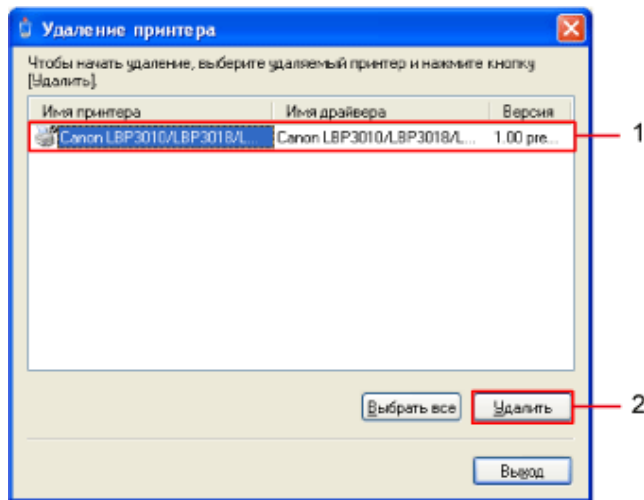 Удаление принтера
Чтобы начать удаление, выберите удаляемый принтер и нажмите кнопку
[Удалить].
Имя принтера Имя драйвера Версия
Canon LBP3010/LBP3018/L... Canon LBP3010/LBP3018/L... 1.00 pre... 1
Выбрать все Удалить 2
Выход